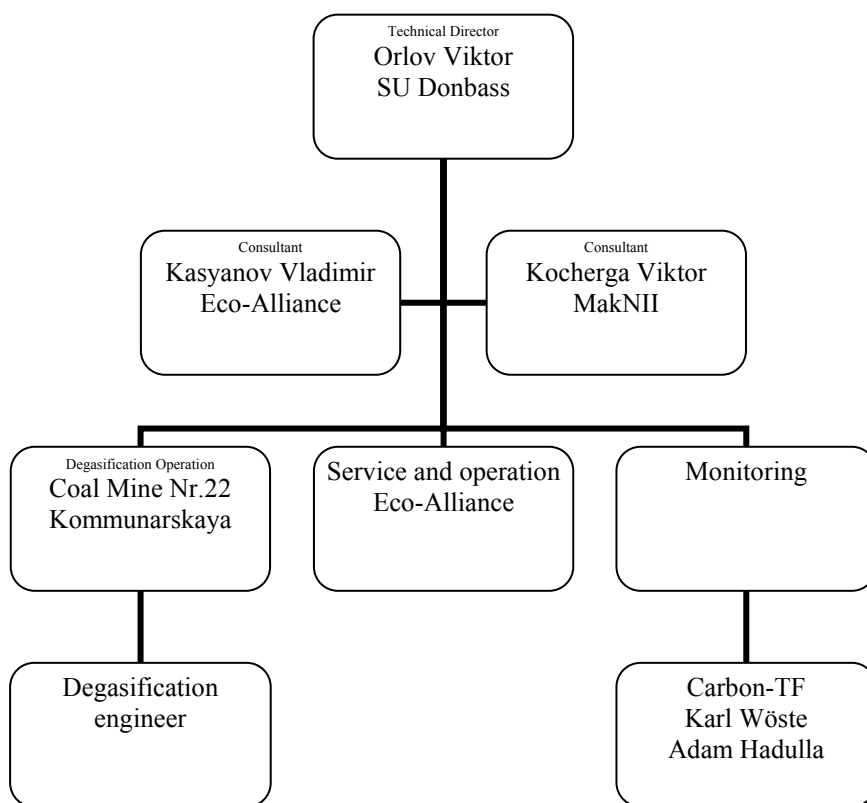 Technical Director
Orlov Viktor
SU Donbass
Consultant
Kasyanov Vladimir
Eco-Alliance
Consultant
Kocherga Viktor
MakNII
Degasification Operation
Coal Mine Nr.22
Kommunarskaya
Service and operation
Eco-Alliance
Monitoring
Degasification
engineer
Carbon-TF
Karl Wöste
Adam Hadulla